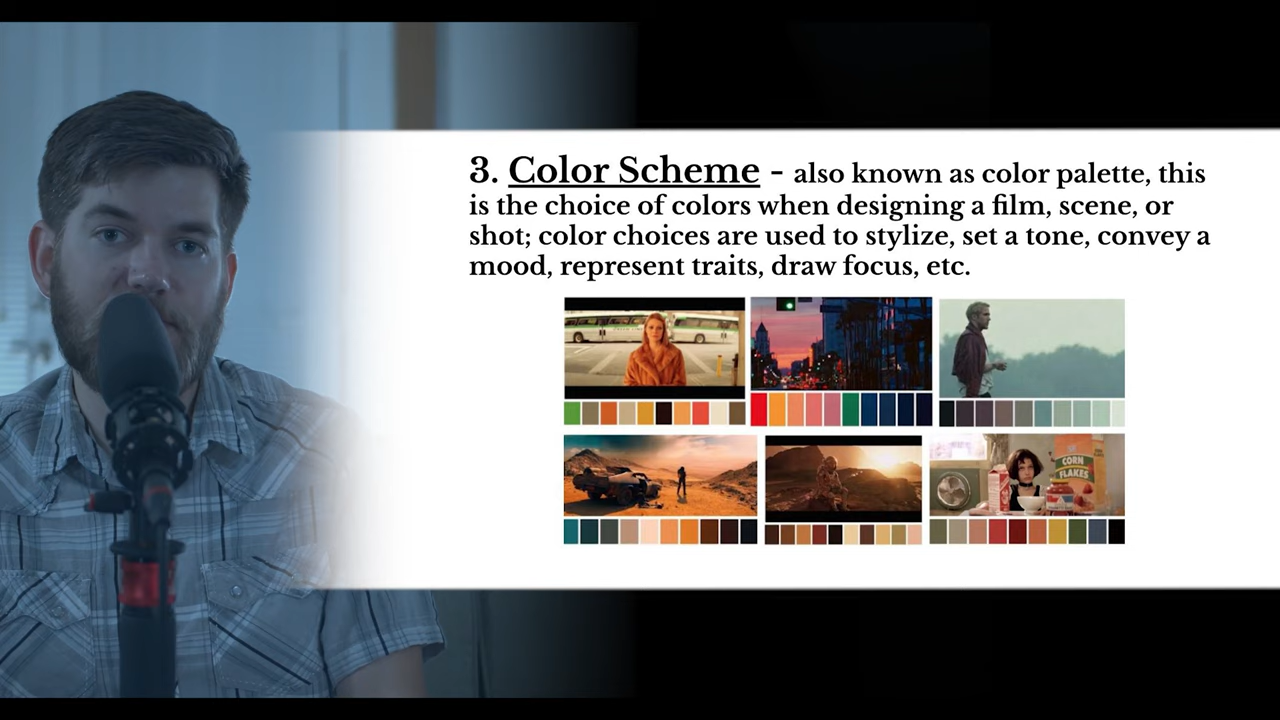 3. Color Scheme - also known as color palette, this
is the choice of colors when designing a film, scene, or
shot; color choices are used to stylize, set a tone, convey a
mood, represent traits, draw focus, etc.
CORN
FLAKES